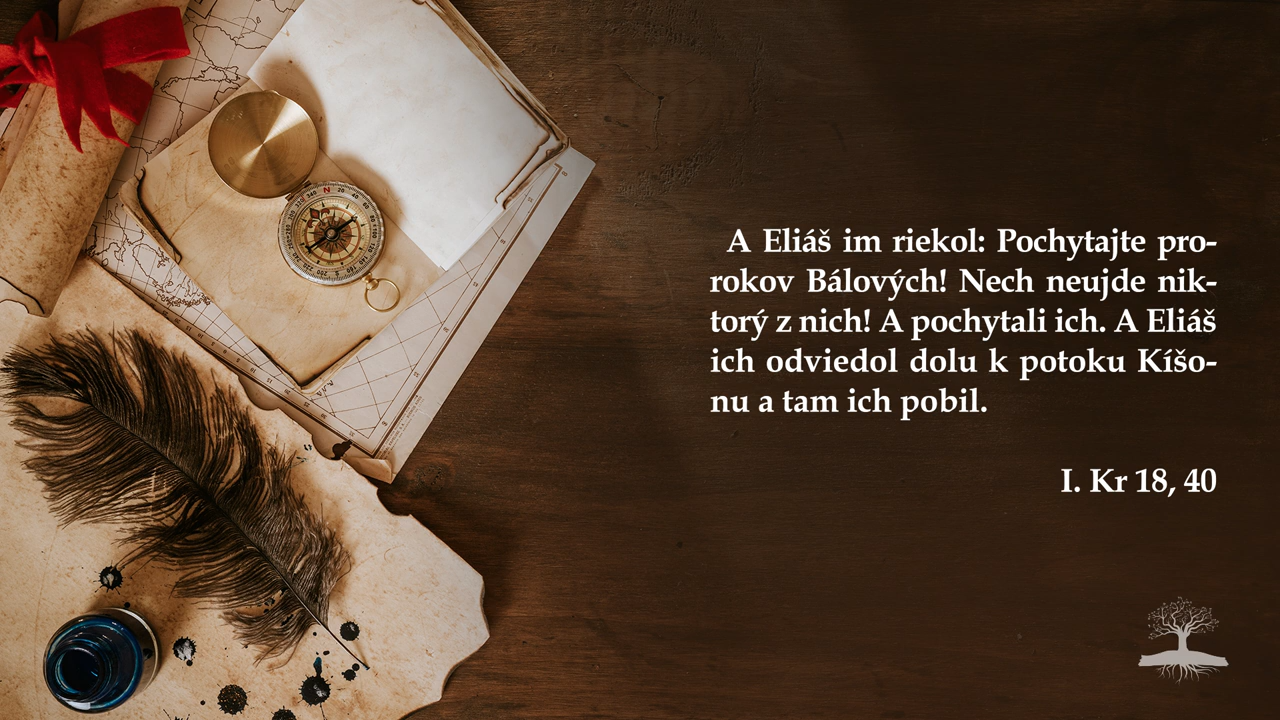 A Eliáš im riekol: Pochytajte pro-
rokov Bálových! Nech neujde nik-
torý z nich! A pochytali ich. A Eliáš
ich odviedol dolu k potoku Kíšo-
nu a tam ich pobil.
I. Kr 18, 40